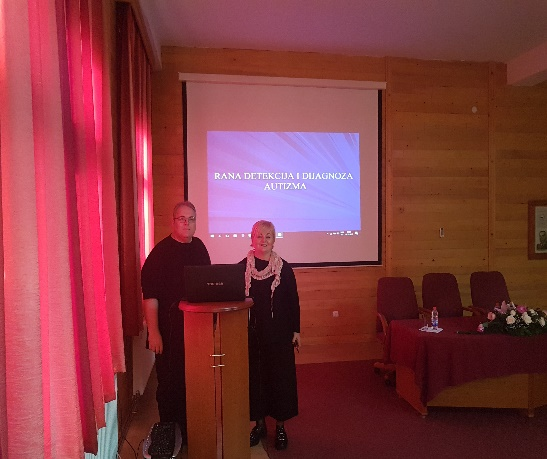 RANA DETEKCIJA I DIJAGNOZA
AUTIZMA